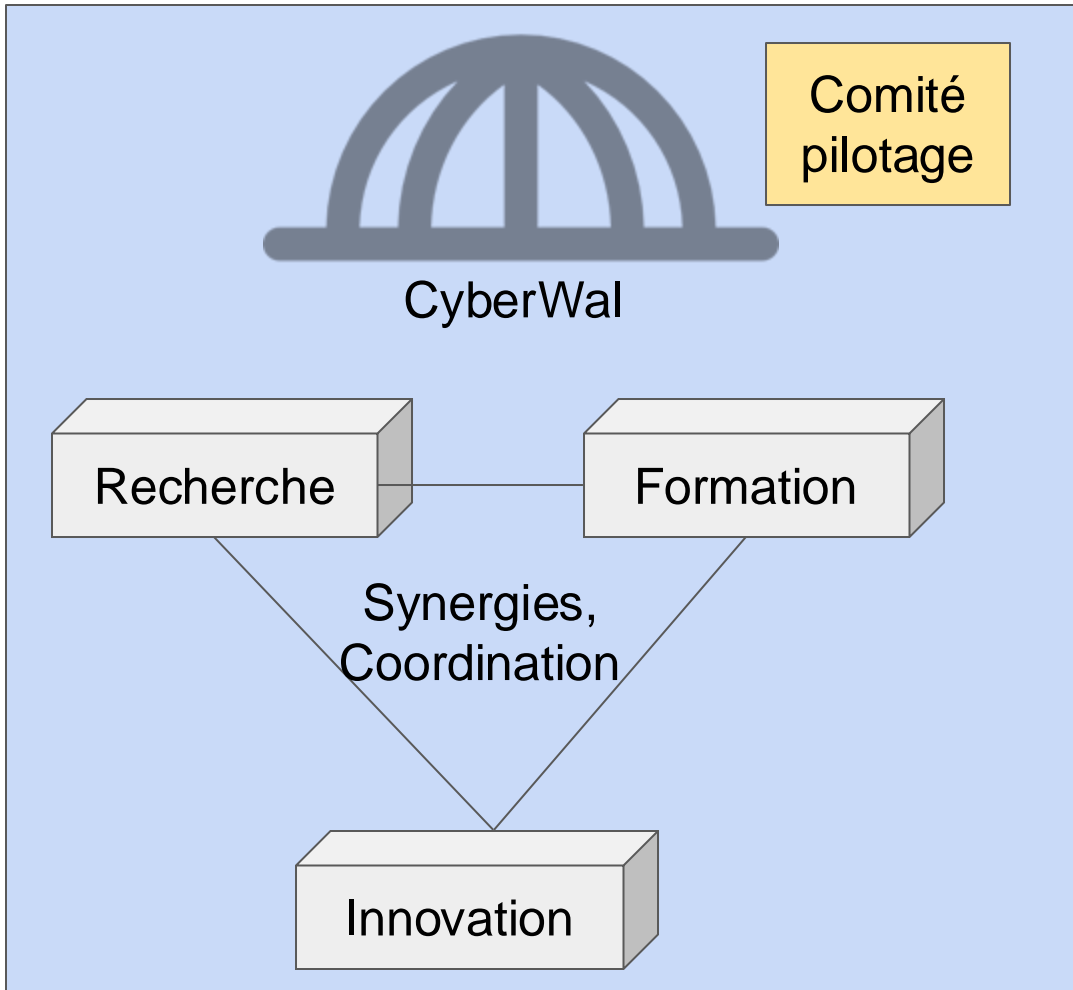 Comité
pilotage
CyberWal
Recherche
Formation
Synergies,
Coordination
Innovation